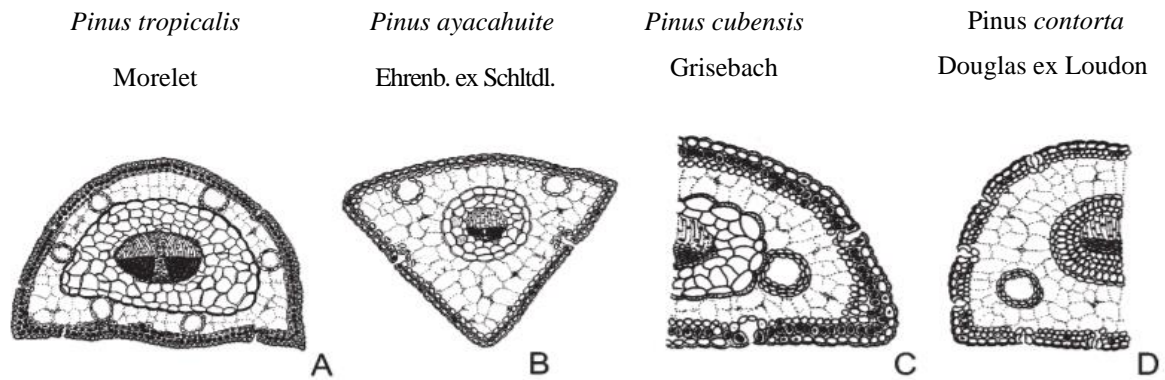 Pinus tropicalis Pinus ayacahuite Pinus cubensis Pinus contorta
Morelet Ehrenb. ex Schltdl. Grisebach Douglas ex Loudon
A B C D